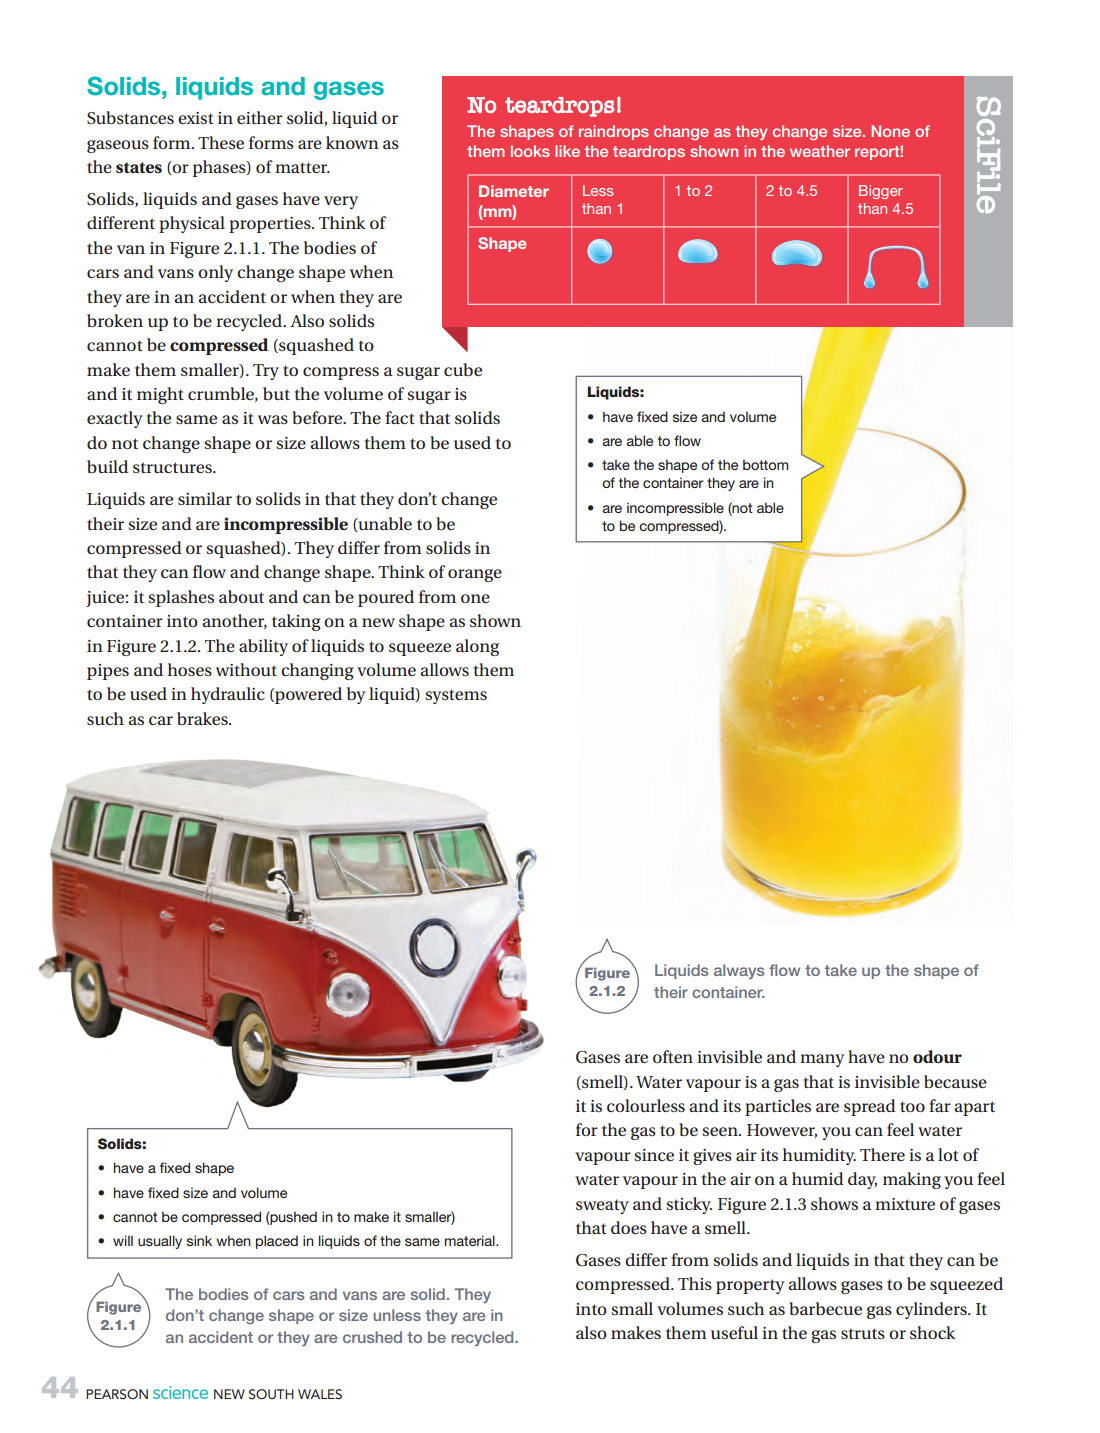 Solids, liquids and gases
Substances exist in either solid, liquid or
gaseous form. These forms are known as
the states (or phases) of matter.
Solids, liquids and gases have very
different physical properties. Think of
the van in Figure 2.1.1. The bodies of
cars and vans only change shape when
they are in an accident or when they are
broken up to be recycled. Also solids
cannot be compressed (squashed to
make them smaller). Try to compress a sugar cube
and it might crumble, but the volume of sugar is
exactly the same as it was before. The fact that solids
do not change shape or size allows them to be used to
build structures.
Liquids are similar to solids in that they don't change
their size and are incompressible (unable to be
compressed or squashed). They differ from solids in
that they can flow and change shape. Think of orange
juice: it splashes about and can be poured from one
container into another, taking on a new shape as shown
in Figure 2.1.2. The ability of liquids to squeeze along
pipes and hoses without changing volume allows them
to be used in hydraulic (powered by liquid) systems
such as car brakes.
Solids:
• have a fixed shape
• have fixed size and volume
• cannot be compressed (pushed in to make it smaller)
• will usually sink when placed in liquids of the same material.
Figure
2.1.1
The bodies of cars and vans are solid. They
don't change shape or size unless they are in
an accident or they are crushed to be recycled.
SciFile
No teardrops!
The shapes of raindrops change as they change size. None of
them looks like the teardrops shown in the weather report!
Diameter
(mm)
Less
than 1
1 to 2
2 to 4.5
Bigger
than 4.5
Shape
Liquids:
• have fixed size and volume
• are able to flow
• take the shape of the bottom
of the container they are in
• are incompressible (not able
to be compressed).
Figure
2.1.2
Liquids always flow to take up the shape of
their container.
Gases are often invisible and many have no odour
(smell). Water vapour is a gas that is invisible because
it is colourless and its particles are spread too far apart
for the gas to be seen. However, you can feel water
vapour since it gives air its humidity. There is a lot of
water vapour in the air on a humid day, making you feel
sweaty and sticky. Figure 2.1.3 shows a mixture of gases
that does have a smell.
Gases differ from solids and liquids in that they can be
compressed. This property allows gases to be squeezed
into small volumes such as barbecue gas cylinders. It
also makes them useful in the gas struts or shock
44 PEARSON science NEW SOUTH WALES